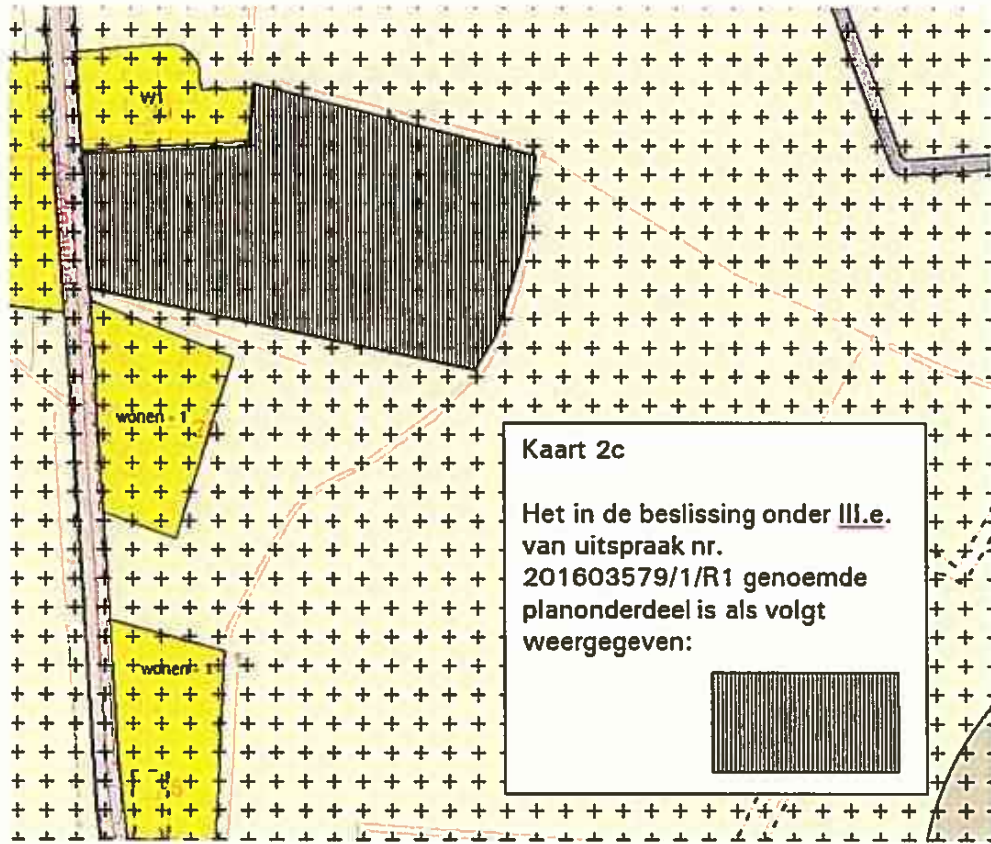 W1
wonen - 1
wonen - 1
Kaart 2c
Het in de beslissing onder III.e.
van uitspraak nr.
201603579/1/R1 genoemde
planonderdeel is als volgt
weergegeven: